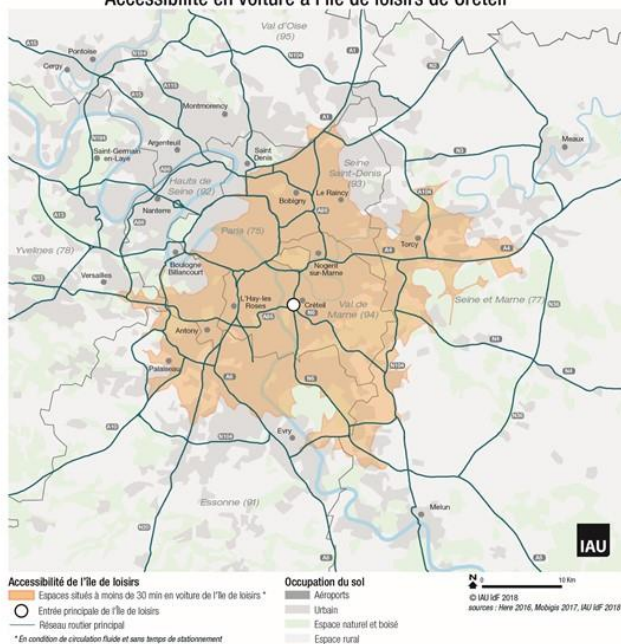 Accessibilité en voiture à l'île de loisirs de Créteil
Val d'Oise
(95)
Pontoise
Cergy
Montmorency
Meaux
Argenteuil
Saint-Germain
en-Laye
Saint
Denis
Seine
Saint-Denis
(93)
Hauts de
Seine (92)
Nanterre
Bobigny
Le Raincy
Paris (75)
Torcy
Yvelines (78)
Boulogne
Billancourt
Nogent
sur-Marne
Versailles
L'Hay-les
Roses
Créteil
Val de
Marne (94)
Seine et Marne (77)
Antony
Palaiseau
Evry
Essonne (91)
Melun
IAU
Accessibilité de l'île de loisirs
Espaces situés à moins de 30 min en voiture de l'île de loisirs *
Entrée principale de l'île de loisirs
Réseau routier principal
* En condition de circulation fluide et sans temps de stationnement
Occupation du sol
Aéroports
Urbain
Espace naturel et boisé
Espace rural
N
0 10 Km
© IAU îdF 2018
sources : Here 2016, Mobigis 2017, IAU îdF 2018